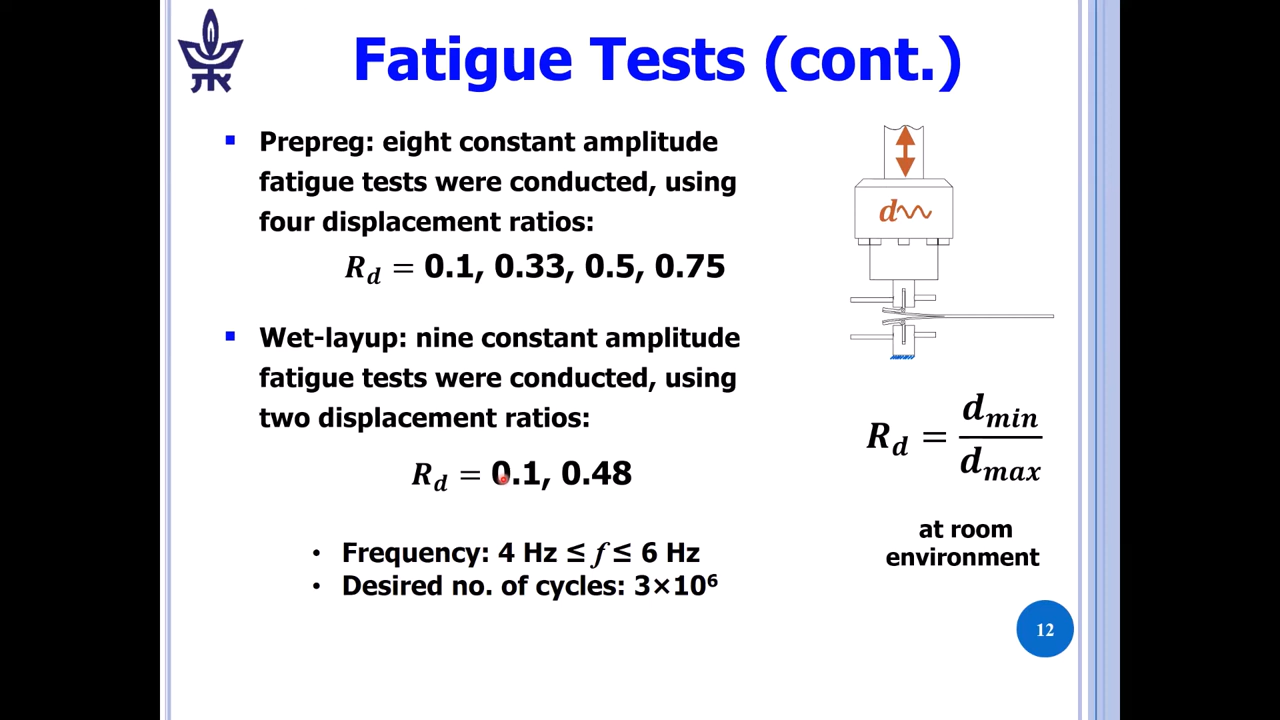 Fatigue Tests (cont.)
▪ Prepreg: eight constant amplitude
fatigue tests were conducted, using
four displacement ratios:
R_d = 0.1, 0.33, 0.5, 0.75
▪ Wet-layup: nine constant amplitude
fatigue tests were conducted, using
two displacement ratios:
R_d = 0.1, 0.48
• Frequency: 4 Hz ≤ f ≤ 6 Hz
• Desired no. of cycles: 3×10⁶
d
R_d = d_min / d_max
at room
environment
12